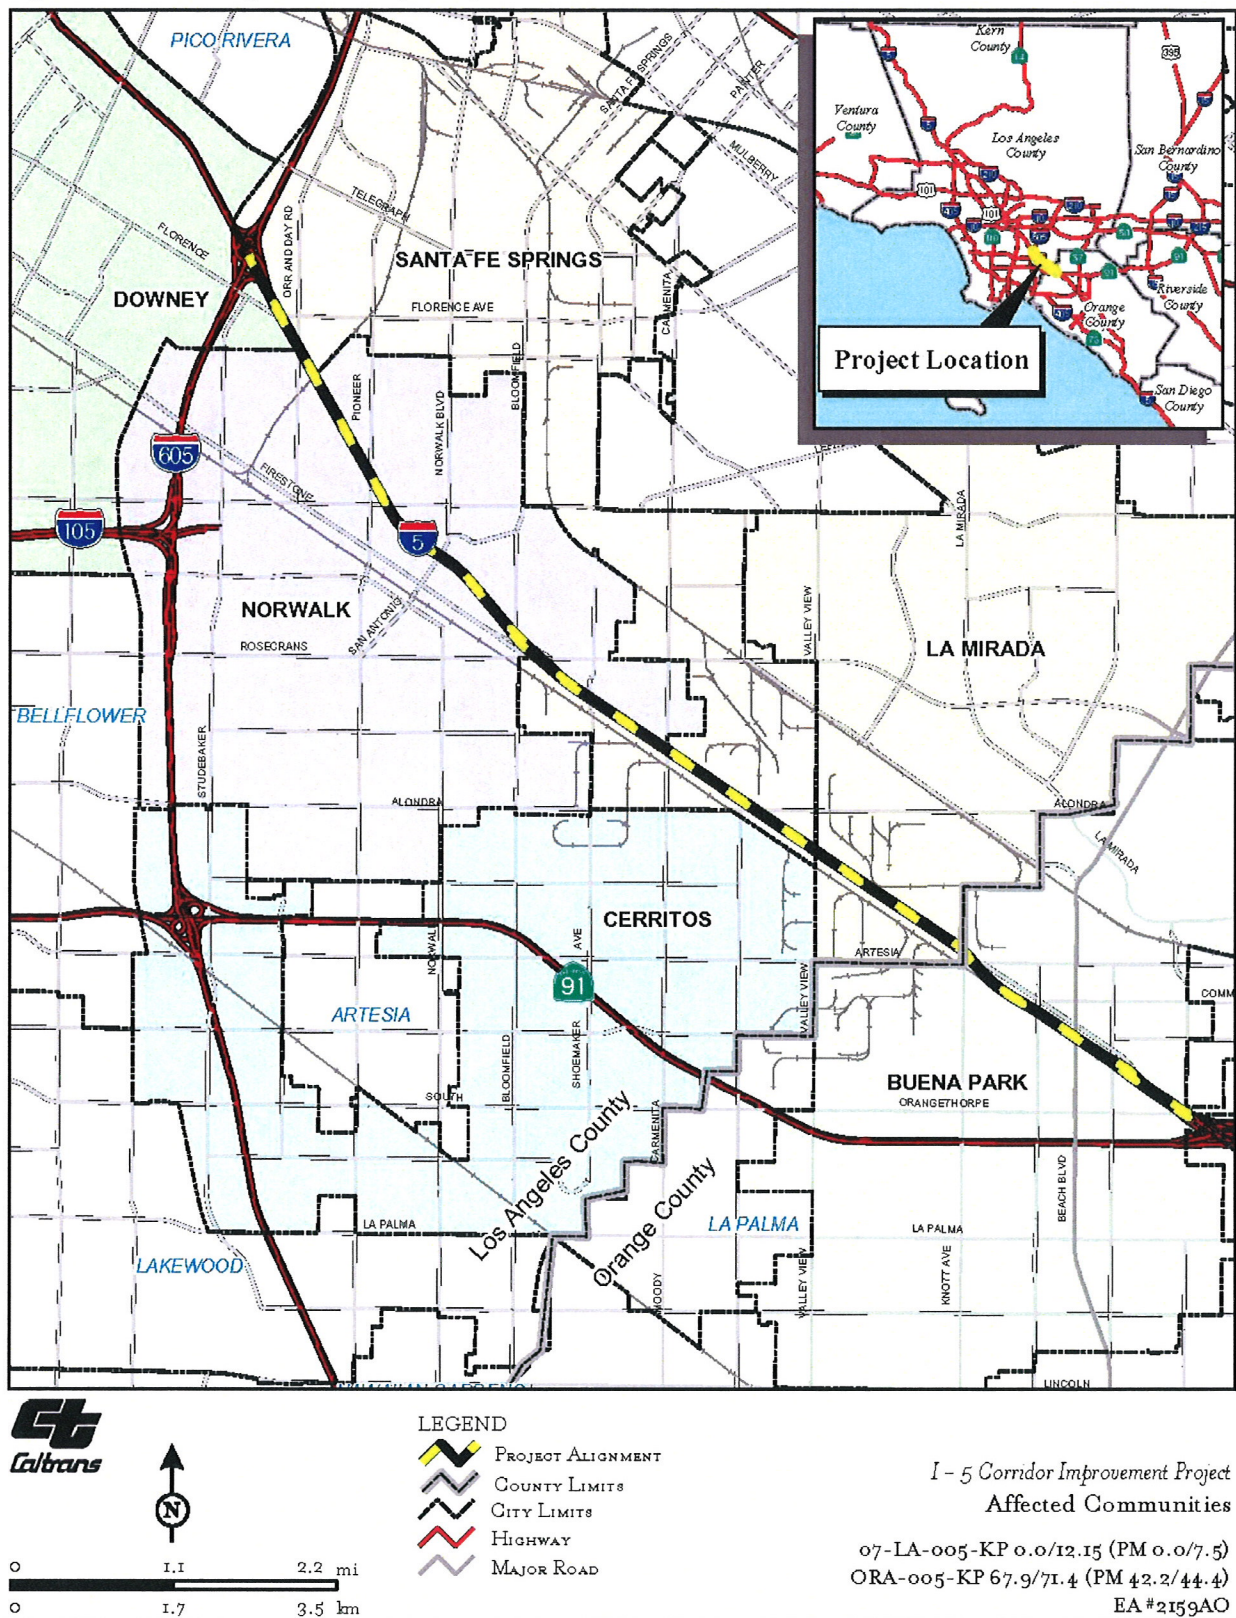 PICO RIVERA
SANTA FE SPRINGS
PAINTER
MULBERRY
TELEGRAPH
ORR AND DAY RD
FLORENCE
SANTA FE SPRINGS
DOWNEY
FLORENCE AVE
CARMENITA
PIONEER
NORWALK BLVD
BLOOMFIELD
605
FIRESTONE
105
5
LA MIRADA
NORWALK
SAN ANTONIO
ROSECRANS
VALLEY VIEW
LA MIRADA
BELLFLOWER
STUDEBAKER
ALONDRA
ALONDRA
LA MIRADA
CERRITOS
NORWALK
AVE
ARTESIA
91
VALLEY VIEW
COMM
ARTESIA
SHOEMAKER
BLOOMFIELD
SOUTH
BUENA PARK
ORANGETHORPE
CARMENITA
Los Angeles County
Orange County
BEACH BLVD
LA PALMA
LA PALMA
LA PALMA
LAKEWOOD
MOODY
VALLEY VIEW
KNOTT AVE
LINCOLN
Kern
County
14
395
5
Ventura
County
Los Angeles
County
San Bernardino
County
101
101
Riverside
County
Orange
County
91
San Diego
County
Project Location
Caltrans
N
0 1.1 2.2 mi
0 1.7 3.5 km
LEGEND
PROJECT ALIGNMENT
COUNTY LIMITS
CITY LIMITS
HIGHWAY
MAJOR ROAD
I - 5 Corridor Improvement Project
Affected Communities
07-LA-005-KP 0.0/12.15 (PM 0.0/7.5)
ORA-005-KP 67.9/71.4 (PM 42.2/44.4)
EA #2159AO